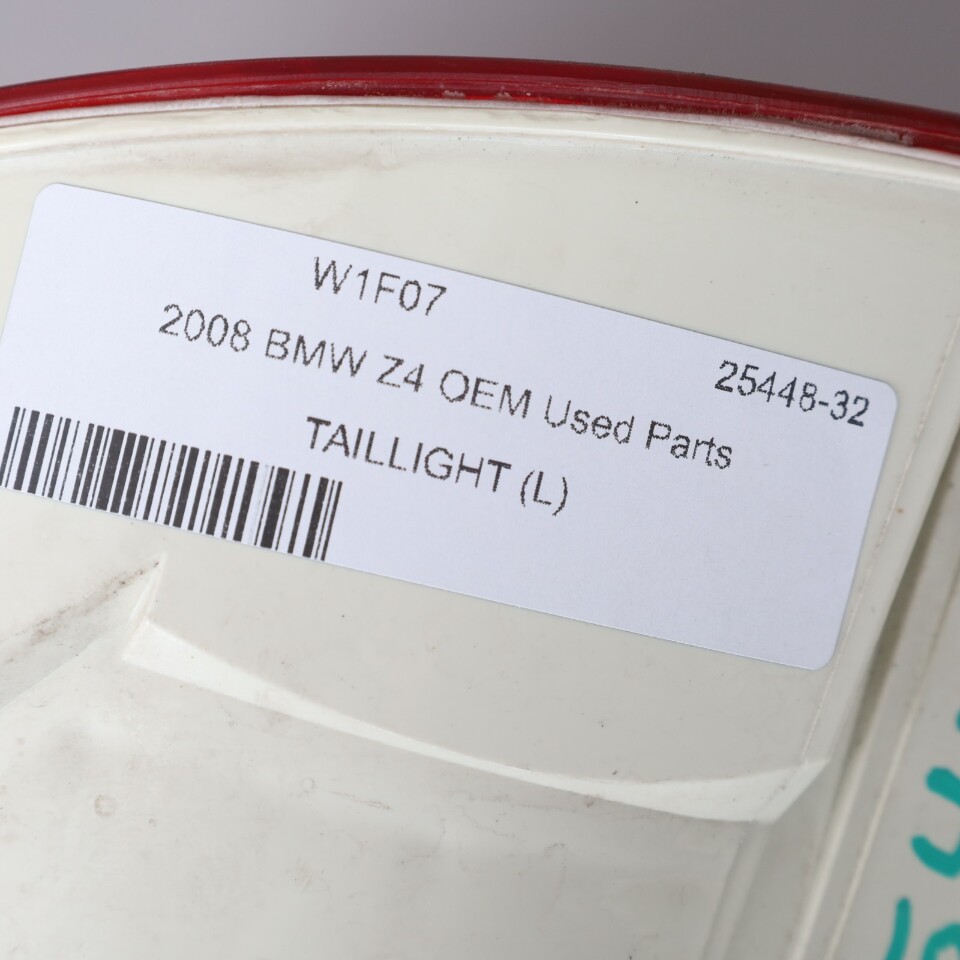 W1F07
2008 BMW Z4 OEM Used Parts
25448-32
TAILLIGHT (L)